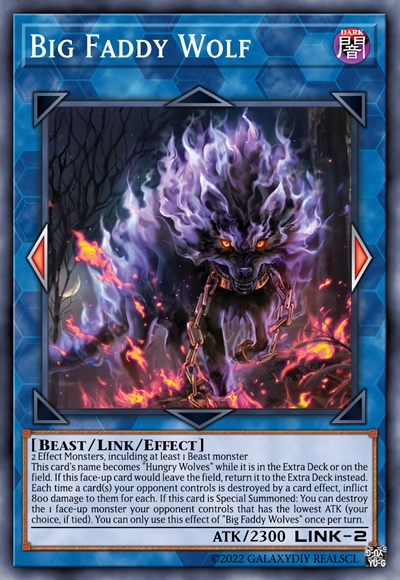 Big Faddy Wolf
DARK
闇
[Beast/Link/Effect]
2 Effect Monsters, inculding at least 1 Beast monster
This card's name becomes "Hungry Wolves" while it is in the Extra Deck or on the
field. If this face-up card would leave the field, return it to the Extra Deck instead.
Each time a card(s) your opponent controls is destroyed by a card effect, inflict
800 damage to them for each. If this card is Special Summoned: You can destroy
the 1 face-up monster your opponent controls that has the lowest ATK (your
choice, if tied). You can only use this effect of "Big Faddy Wolves" once per turn.
ATK/2300 LINK-2
©2022 GALAXYDIY REALSCL